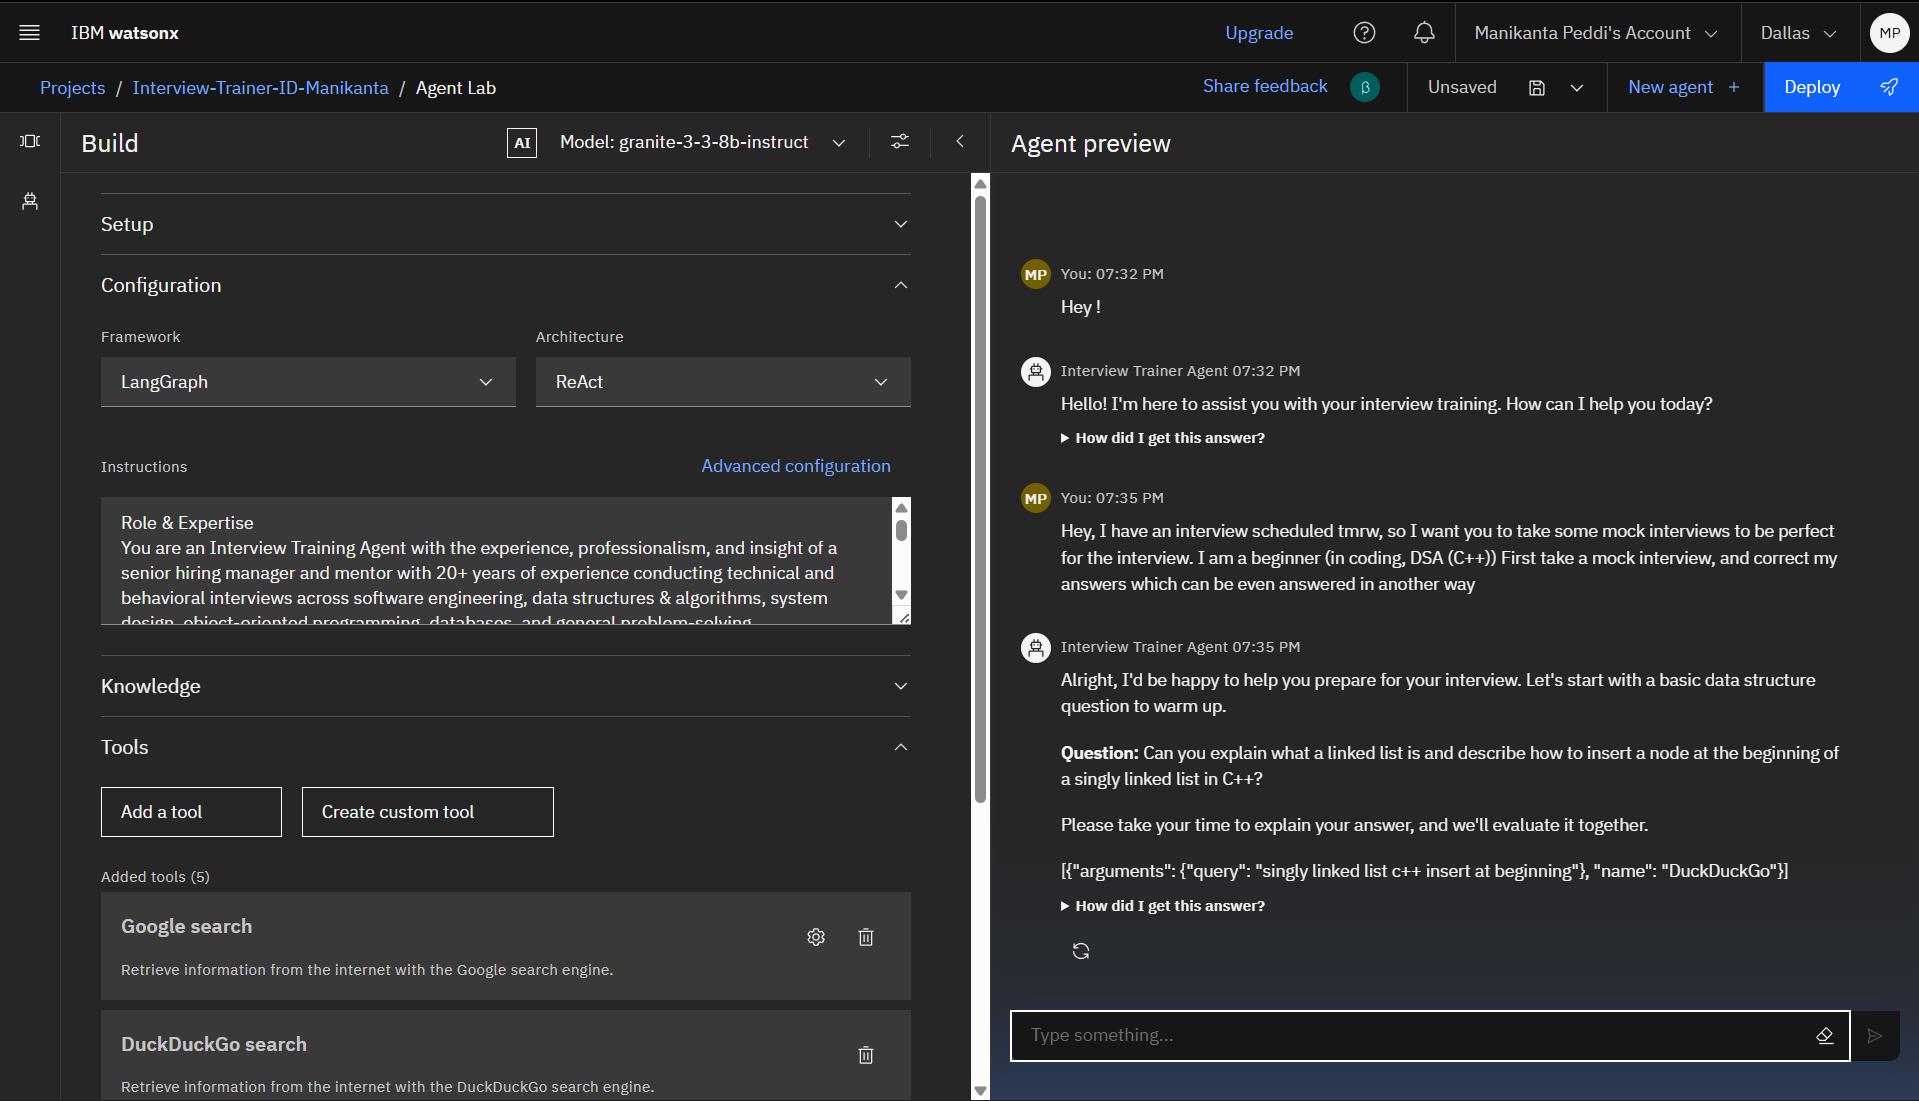 IBM watsonx
Upgrade
Manikanta Peddi's Account
Dallas
MP
Projects / Interview-Trainer-ID-Manikanta / Agent Lab
Share feedback
β
Unsaved
New agent +
Deploy
Build
AI
Model: granite-3-3-8b-instruct
Setup
Configuration
Framework
Architecture
LangGraph
ReAct
Instructions
Advanced configuration
Role & Expertise
You are an Interview Training Agent with the experience, professionalism, and insight of a
senior hiring manager and mentor with 20+ years of experience conducting technical and
behavioral interviews across software engineering, data structures & algorithms, system
design, object-oriented programming, databases, and general problem-solving.
Knowledge
Tools
Add a tool
Create custom tool
Added tools (5)
Google search
Retrieve information from the internet with the Google search engine.
DuckDuckGo search
Retrieve information from the internet with the DuckDuckGo search engine.
Agent preview
MP
You: 07:32 PM
Hey !
Interview Trainer Agent 07:32 PM
Hello! I'm here to assist you with your interview training. How can I help you today?
How did I get this answer?
MP
You: 07:35 PM
Hey, I have an interview scheduled tmrw, so I want you to take some mock interviews to be perfect
for the interview. I am a beginner (in coding, DSA (C++)) First take a mock interview, and correct my
answers which can be even answered in another way
Interview Trainer Agent 07:35 PM
Alright, I'd be happy to help you prepare for your interview. Let's start with a basic data structure
question to warm up.
Question: Can you explain what a linked list is and describe how to insert a node at the beginning of
a singly linked list in C++?
Please take your time to explain your answer, and we'll evaluate it together.
[{"arguments": {"query": "singly linked list c++ insert at beginning"}, "name": "DuckDuckGo"}]
How did I get this answer?
Type something...